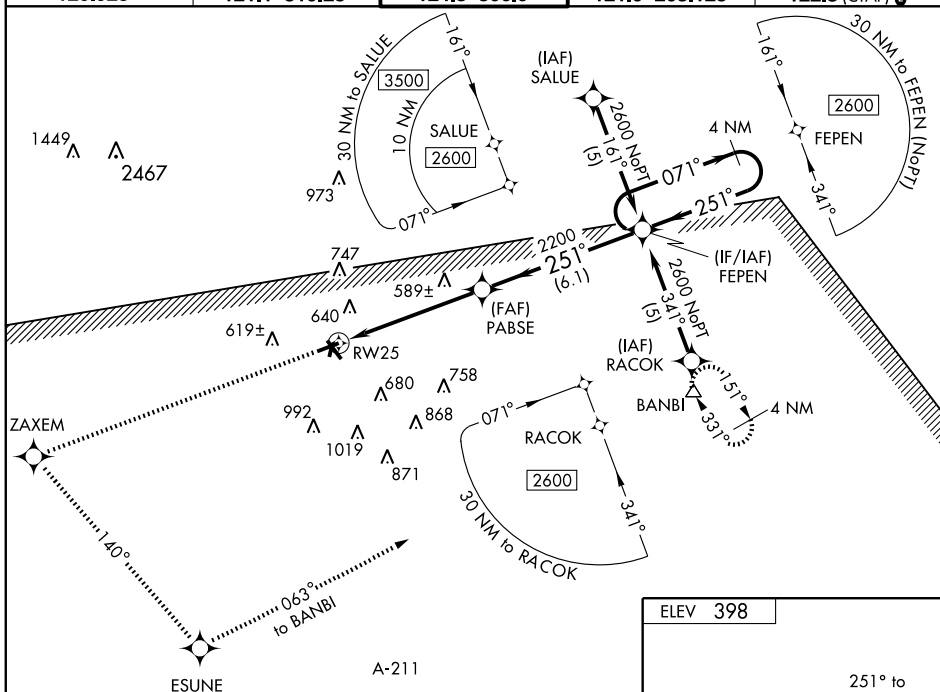 161°
30 NM to SALUE
3500
10 NM
SALUE
2600
071°
(IAF)
SALUE
2600 NoPT
161°
(5)
4 NM
071°
251°
161°
30 NM to FEPEN (NoPT)
2600
FEPEN
341°
1449
2467
973
747
2200
251°
(6.1)
(IF/IAF)
FEPEN
589±
(FAF)
PABSE
640
619±
RW25
2600 NoPT
341°
(5)
(IAF)
RACOK
BANBI
151°
4 NM
331°
680
758
992
868
1019
871
071°
RACOK
2600
341°
30 NM to RACOK
ZAXEM
140°
063°
to BANBI
ESUNE
A-211
ELEV 398
251° to